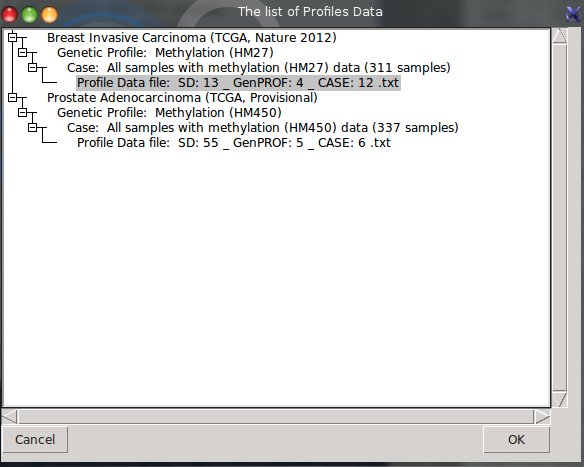 The list of Profiles Data
Breast Invasive Carcinoma (TCGA, Nature 2012)
Genetic Profile:  Methylation (HM27)
Case:  All samples with methylation (HM27) data (311 samples)
Profile Data file:  SD: 13 _ GenPROF: 4 _ CASE: 12 .txt
Prostate Adenocarcinoma (TCGA, Provisional)
Genetic Profile:  Methylation (HM450)
Case:  All samples with methylation (HM450) data (337 samples)
Profile Data file:  SD: 55 _ GenPROF: 5 _ CASE: 6 .txt
Cancel OK